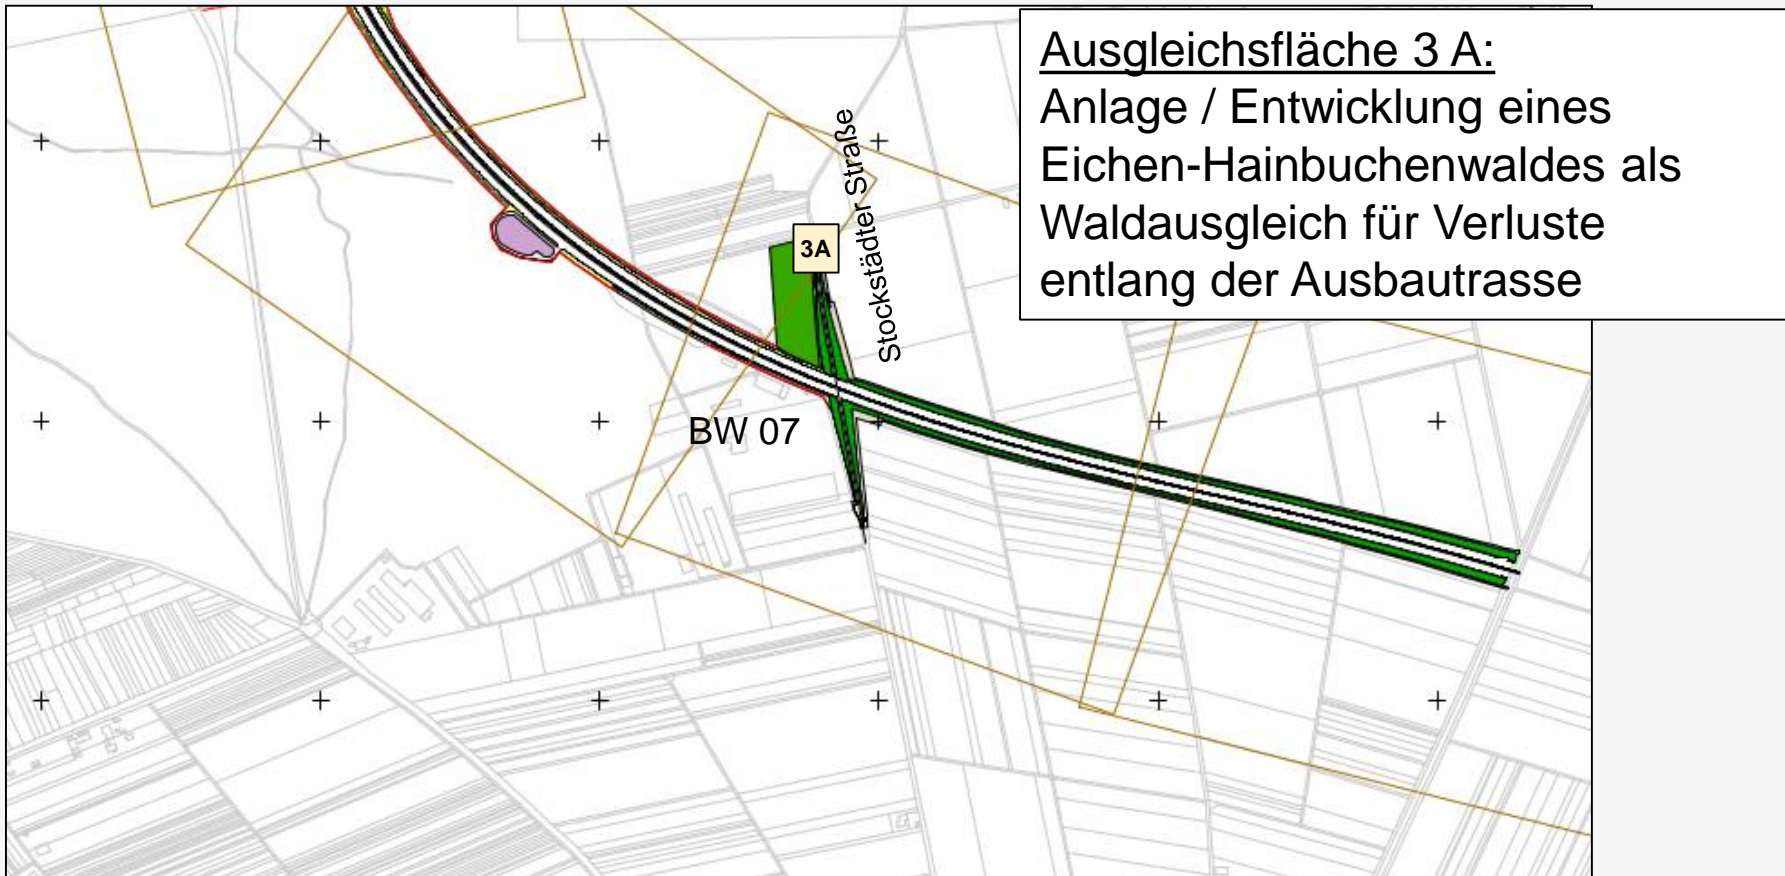 Ausgleichsfläche 3 A:
Anlage / Entwicklung eines
Eichen-Hainbuchenwaldes als
Waldausgleich für Verluste
entlang der Ausbautrasse
Stockstädter Straße
3A
BW 07